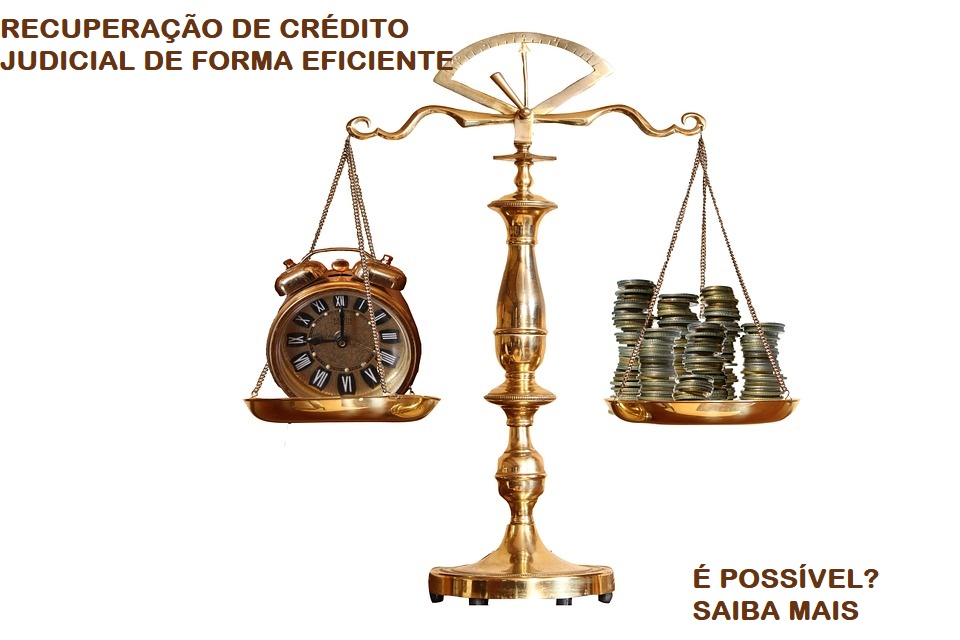 RECUPERAÇÃO DE CRÉDITO
JUDICIAL DE FORMA EFICIENTE
É POSSÍVEL?
SAIBA MAIS